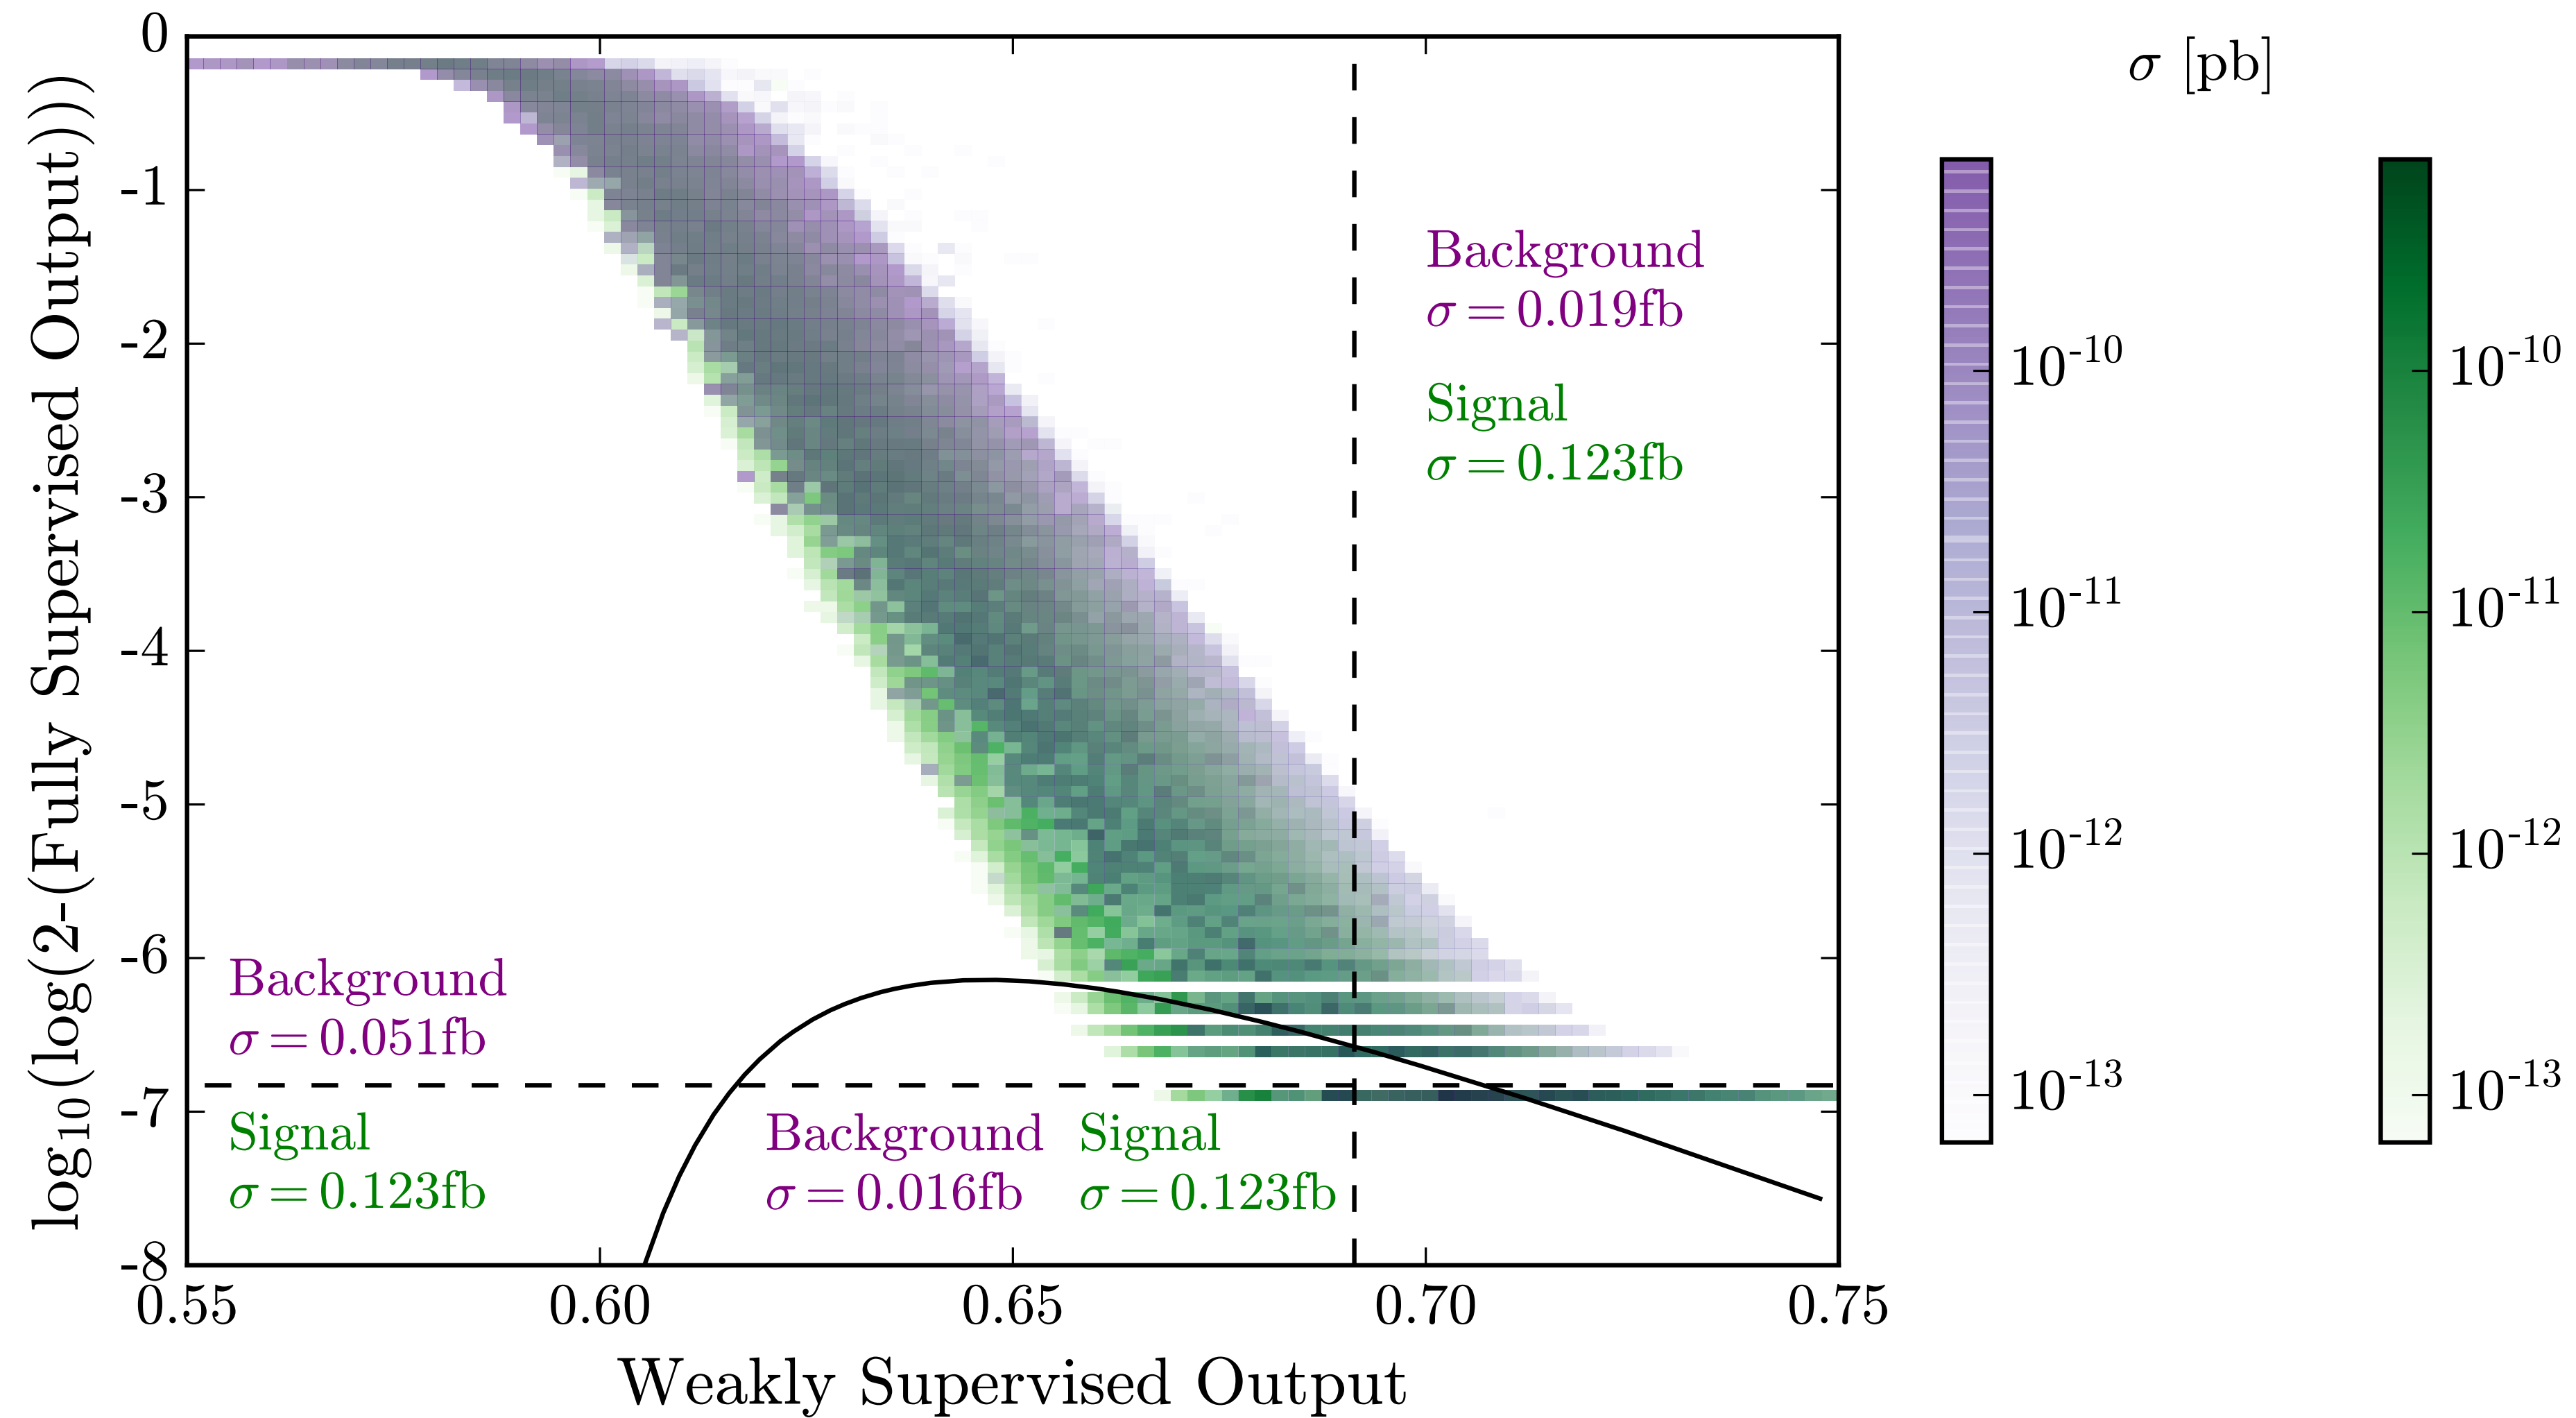 σ [pb]
0
-1
-2
-3
-4
-5
-6
-7
-8
log10(log(2-(Fully Supervised Output)))
Background
σ = 0.019fb
Signal
σ = 0.123fb
Background
σ = 0.051fb
Signal
σ = 0.123fb
Background
σ = 0.016fb
Signal
σ = 0.123fb
0.55 0.60 0.65 0.70 0.75
Weakly Supervised Output
10^-10
10^-11
10^-12
10^-13
10^-10
10^-11
10^-12
10^-13